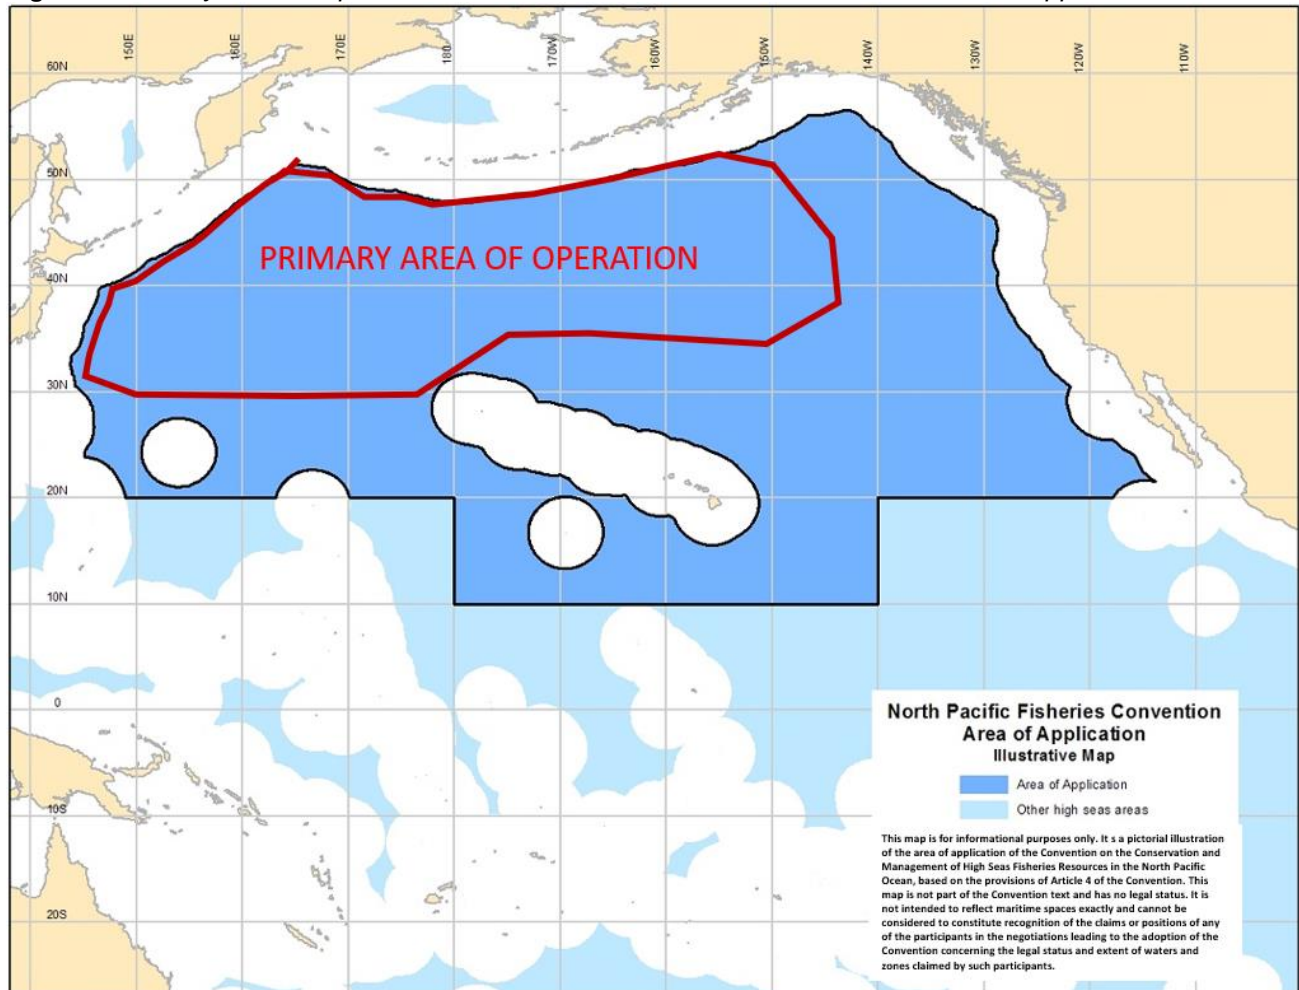 150E
160E
170E
180
170W
160W
150W
140W
130W
120W
110W
60N
50N
PRIMARY AREA OF OPERATION
40N
30N
20N
10N
0
North Pacific Fisheries Convention
Area of Application
Illustrative Map
Area of Application
Other high seas areas
10S
This map is for informational purposes only. It s a pictorial illustration
of the area of application of the Convention on the Conservation and
Management of High Seas Fisheries Resources in the North Pacific
Ocean, based on the provisions of Article 4 of the Convention. This
map is not part of the Convention text and has no legal status. It is
not intended to reflect maritime spaces exactly and cannot be
considered to constitute recognition of the claims or positions of any
of the participants in the negotiations leading to the adoption of the
Convention concerning the legal status and extent of waters and
zones claimed by such participants.
20S